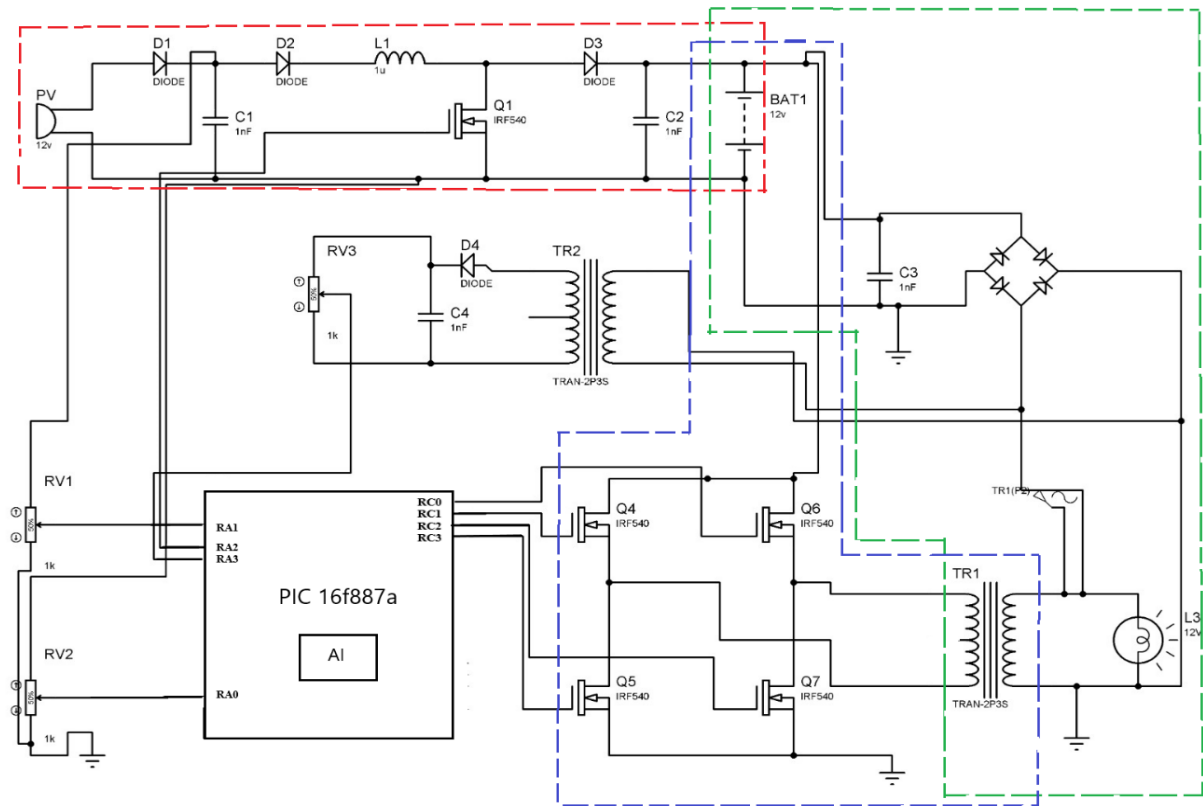 D1
DIODE
D2
DIODE
L1
1u
D3
DIODE
PV
12v
C1
1nF
Q1
IRF540
C2
1nF
BAT1
12v
RV3
50%
1k
D4
DIODE
C4
1nF
TR2
TRAN-2P3S
C3
1nF
RV1
50%
1k
RV2
50%
1k
RA1
RA2
RA3
RA0
RC0
RC1
RC2
RC3
PIC 16f887a
AI
Q4
IRF540
Q6
IRF540
Q5
IRF540
Q7
IRF540
TR1(P2)
TR1
TRAN-2P3S
L3
12V